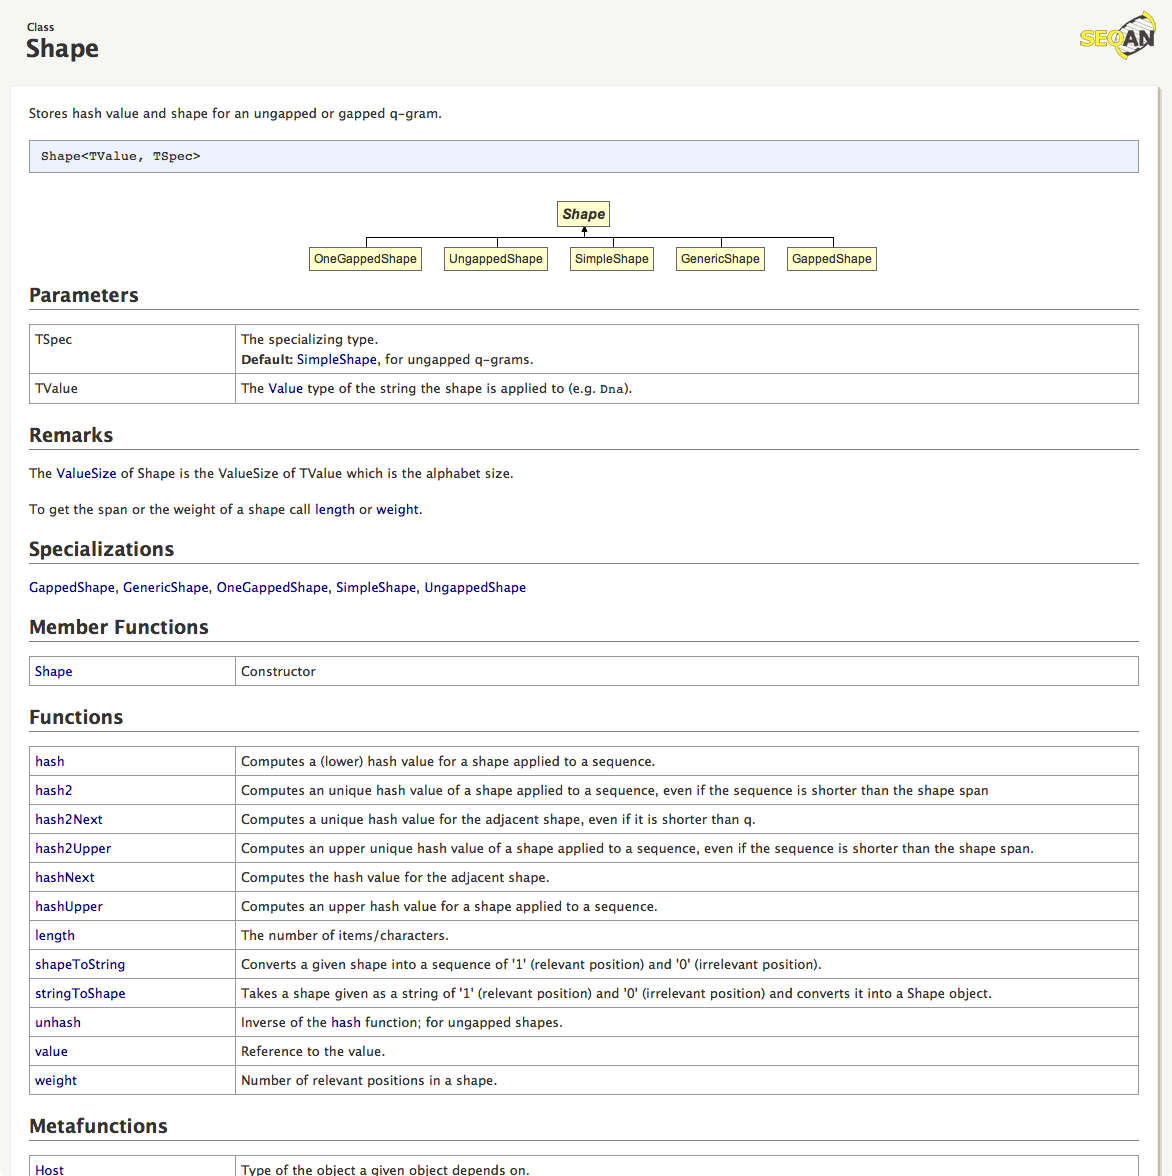 Class
Shape
SEQAN
Stores hash value and shape for an ungapped or gapped q-gram.
Shape<TValue, TSpec>
Shape
OneGappedShape UngappedShape SimpleShape GenericShape GappedShape
Parameters
TSpec The specializing type.
Default: SimpleShape, for ungapped q-grams.
TValue The Value type of the string the shape is applied to (e.g. Dna).
Remarks
The ValueSize of Shape is the ValueSize of TValue which is the alphabet size.
To get the span or the weight of a shape call length or weight.
Specializations
GappedShape, GenericShape, OneGappedShape, SimpleShape, UngappedShape
Member Functions
Shape Constructor
Functions
hash Computes a (lower) hash value for a shape applied to a sequence.
hash2 Computes an unique hash value of a shape applied to a sequence, even if the sequence is shorter than the shape span
hash2Next Computes a unique hash value for the adjacent shape, even if it is shorter than q.
hash2Upper Computes an upper unique hash value of a shape applied to a sequence, even if the sequence is shorter than the shape span.
hashNext Computes the hash value for the adjacent shape.
hashUpper Computes an upper hash value for a shape applied to a sequence.
length The number of items/characters.
shapeToString Converts a given shape into a sequence of '1' (relevant position) and '0' (irrelevant position).
stringToShape Takes a shape given as a string of '1' (relevant position) and '0' (irrelevant position) and converts it into a Shape object.
unhash Inverse of the hash function; for ungapped shapes.
value Reference to the value.
weight Number of relevant positions in a shape.
Metafunctions
Host Type of the object a given object depends on.